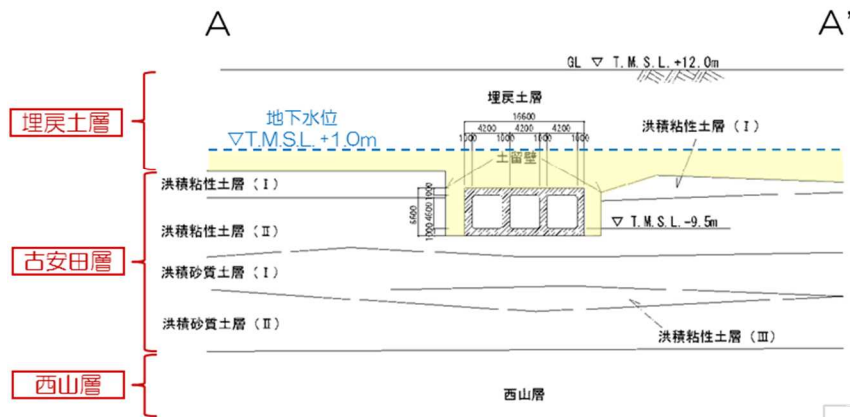 A
A'
GL ▽ T.M.S.L.+12.0m
埋戻土層
埋戻土層
16600
地下水位
4200 4200 4200
▽T.M.S.L.+1.0m
1000 1000 1000 1000
洪積粘性土層(Ⅰ)
土留壁
洪積粘性土層(Ⅰ)
1000
6600
4600
1000
▽ T.M.S.L.-9.5m
洪積粘性土層(Ⅱ)
古安田層
洪積砂質土層(Ⅰ)
洪積砂質土層(Ⅱ)
洪積粘性土層(Ⅲ)
西山層
西山層